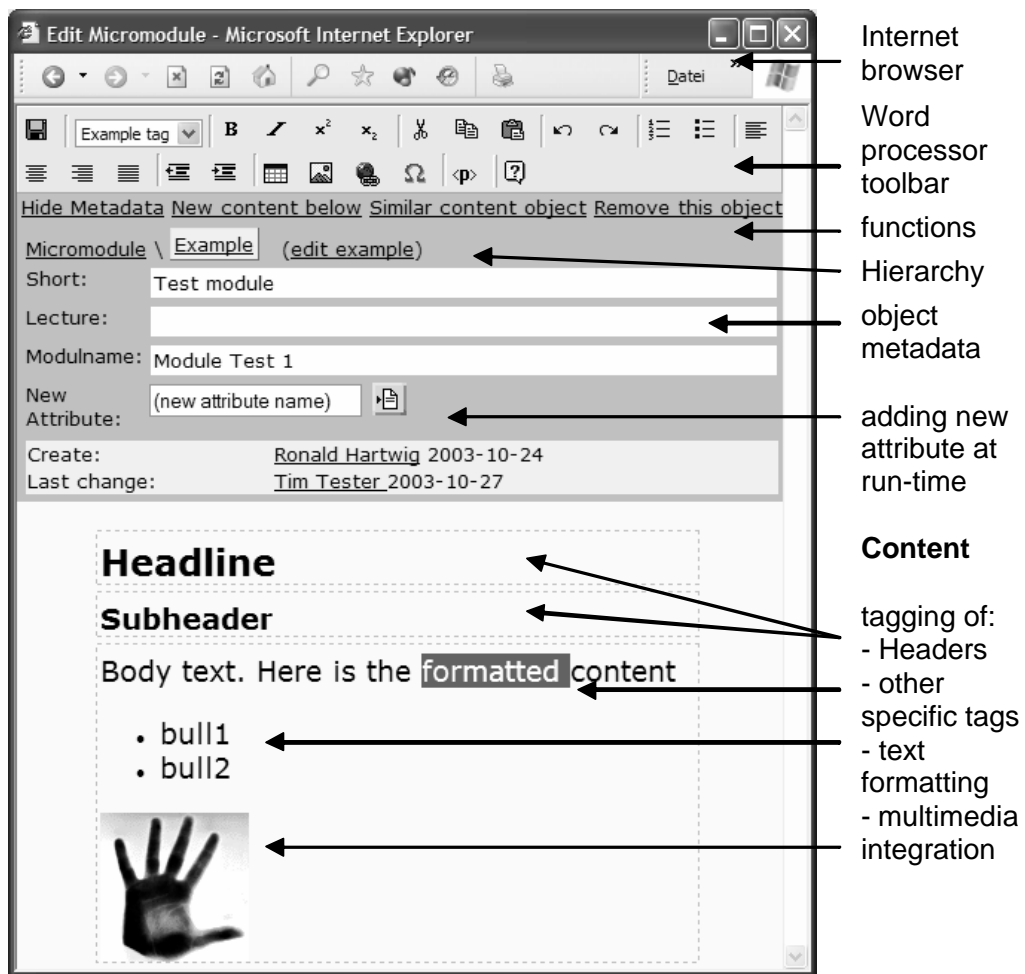 Edit Micromodule - Microsoft Internet Explorer
Datei »
Example tag B I x² x₂ <p>
Ω
Hide Metadata New content below Similar content object Remove this object
Micromodule \ Example (edit example)
Short: Test module
Lecture:
Modulname: Module Test 1
New
Attribute: (new attribute name)
Create: Ronald Hartwig 2003-10-24
Last change: Tim Tester 2003-10-27
Headline
Subheader
Body text. Here is the formatted content
• bull1
• bull2
Internet
browser
Word
processor
toolbar
functions
Hierarchy
object
metadata
adding new
attribute at
run-time
Content
tagging of:
- Headers
- other
specific tags
- text
formatting
- multimedia
integration